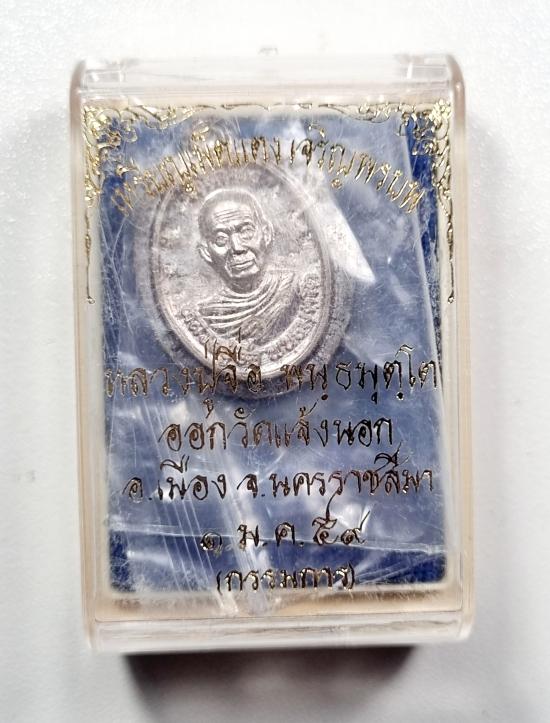 เหรียญเม็ดแตง เจริญพรบพ
หลวงปู่จื่อ พนฺธมุตฺโต
ออกวัดแจ้งนอก
อ.เมือง จ.นครราชสีมา
๑ ม.ค. ๕๙
(กรรมการ)